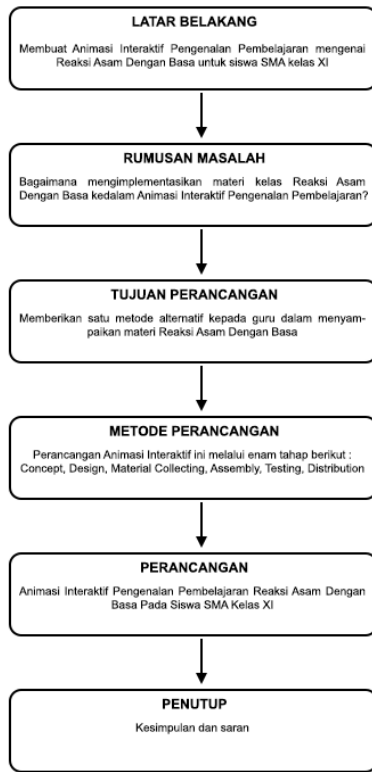 LATAR BELAKANG
Membuat Animasi Interaktif Pengenalan Pembelajaran mengenai
Reaksi Asam Dengan Basa untuk siswa SMA kelas XI
RUMUSAN MASALAH
Bagaimana mengimplementasikan materi kelas Reaksi Asam
Dengan Basa kedalam Animasi Interaktif Pengenalan Pembelajaran?
TUJUAN PERANCANGAN
Memberikan satu metode alternatif kepada guru dalam menyam-
paikan materi Reaksi Asam Dengan Basa
METODE PERANCANGAN
Perancangan Animasi Interaktif ini melalui enam tahap berikut :
Concept, Design, Material Collecting, Assembly, Testing, Distribution
PERANCANGAN
Animasi Interaktif Pengenalan Pembelajaran Reaksi Asam Dengan
Basa Pada Siswa SMA Kelas XI
PENUTUP
Kesimpulan dan saran